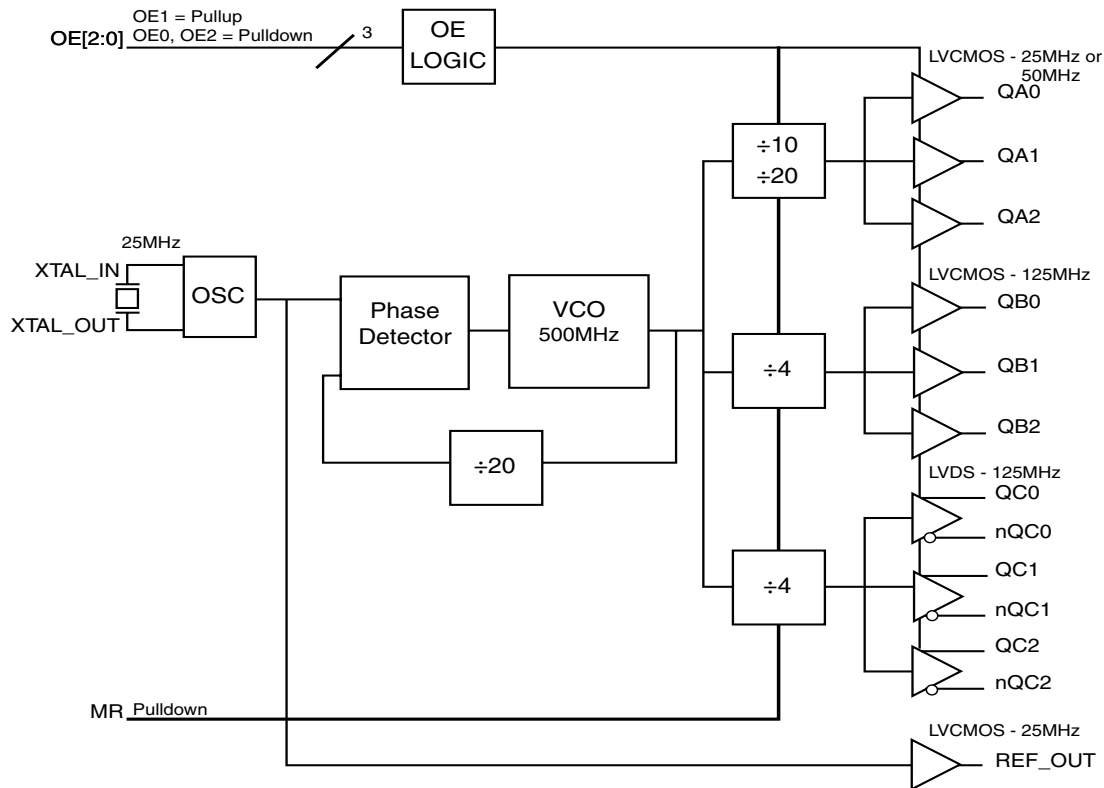 OE1 = Pullup
OE[2:0]
OE0, OE2 = Pulldown
3
OE
LOGIC
LVCMOS - 25MHz or
50MHz
QA0
÷10
÷20
QA1
QA2
25MHz
XTAL_IN
XTAL_OUT
OSC
Phase
Detector
VCO
500MHz
÷20
LVCMOS - 125MHz
QB0
÷4
QB1
QB2
LVDS - 125MHz
QC0
nQC0
÷4
QC1
nQC1
QC2
nQC2
MR Pulldown
LVCMOS - 25MHz
REF_OUT